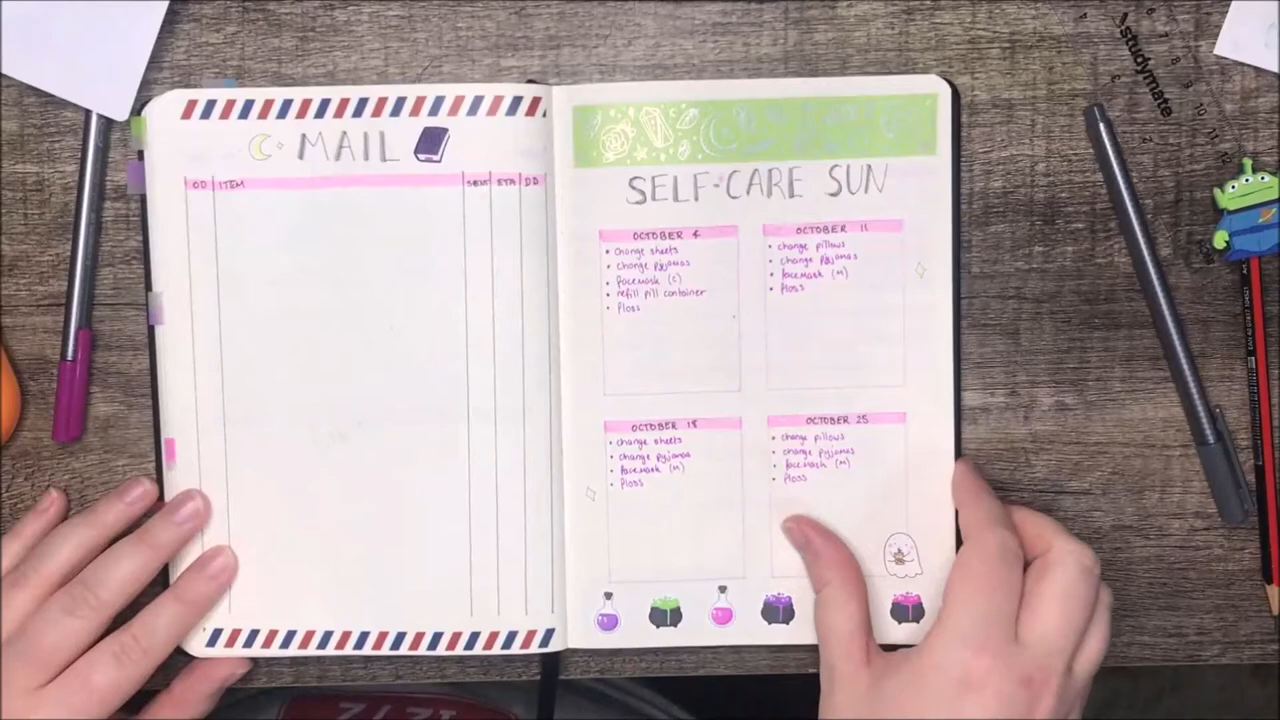 MAIL
OD ITEM SENT ETA DD
SELF-CARE SUN
OCTOBER 4
• change sheets
• change pyjamas
• facemask (c)
• refill pill container
• floss
OCTOBER 11
• change pillows
• change pyjamas
• facemask (M)
• floss
OCTOBER 18
• change sheets
• change pyjamas
• facemask (M)
• floss
OCTOBER 25
• change pillows
• change pyjamas
• facemask (M)
• floss
studymate